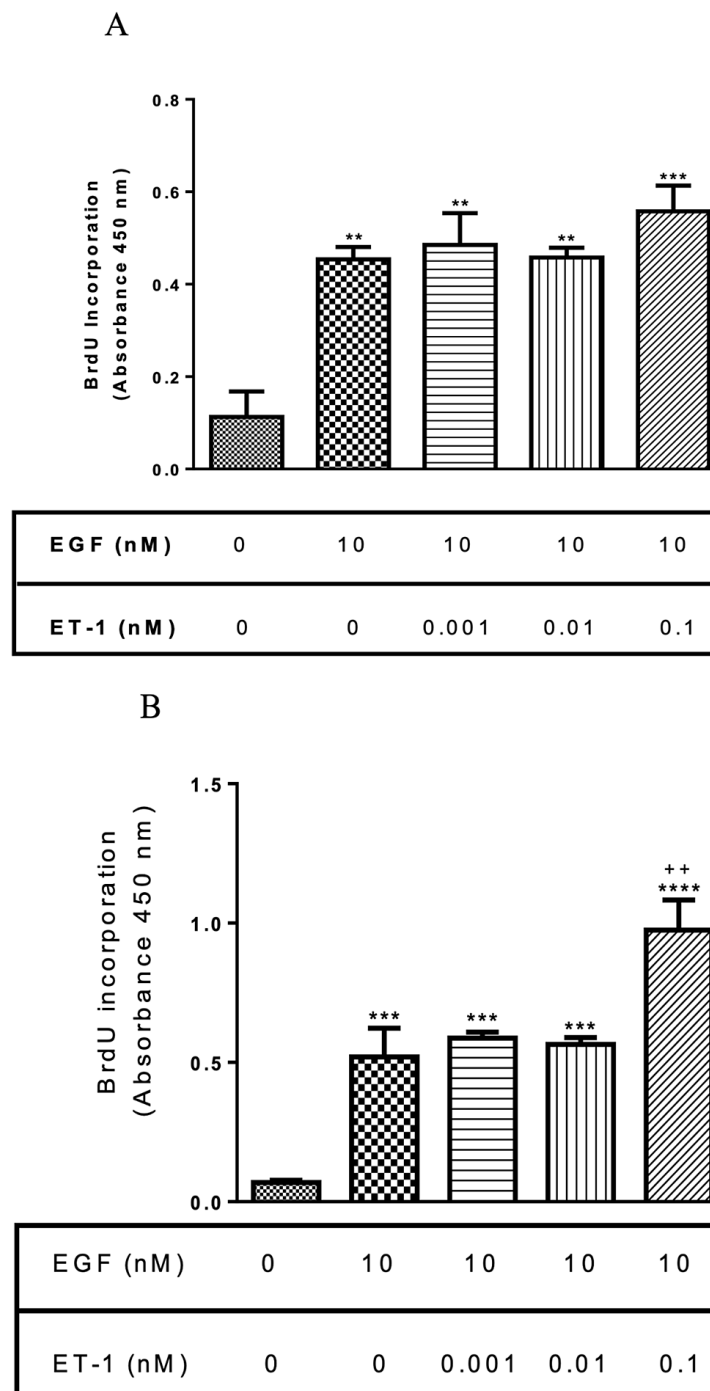 A
0.8
0.6
0.4
0.2
0.0
BrdU Incorporation
(Absorbance 450 nm)
**
**
**
***
EGF (nM) 0 10 10 10 10
ET-1 (nM) 0 0 0.001 0.01 0.1
B
1.5
1.0
0.5
0.0
BrdU incorporation
(Absorbance 450 nm)
***
***
***
++
****
EGF (nM) 0 10 10 10 10
ET-1 (nM) 0 0 0.001 0.01 0.1